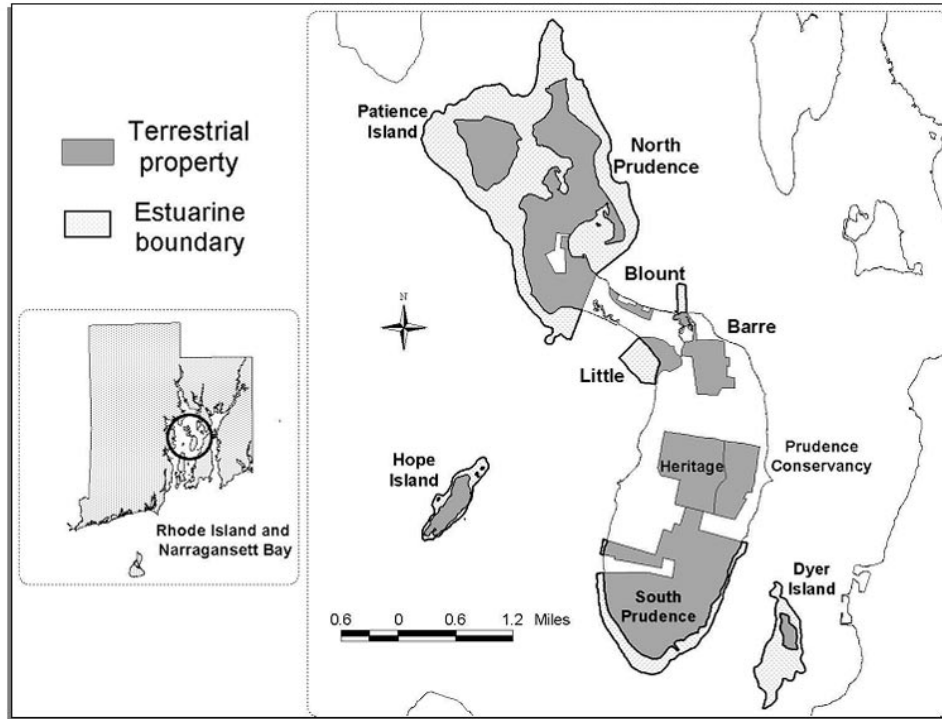 Terrestrial
property
Estuarine
boundary
Patience
Island
North
Prudence
Blount
Barre
Little
N
Hope
Island
Heritage
Prudence
Conservancy
South
Prudence
Dyer
Island
0.6 0 0.6 1.2 Miles
Rhode Island and
Narragansett Bay